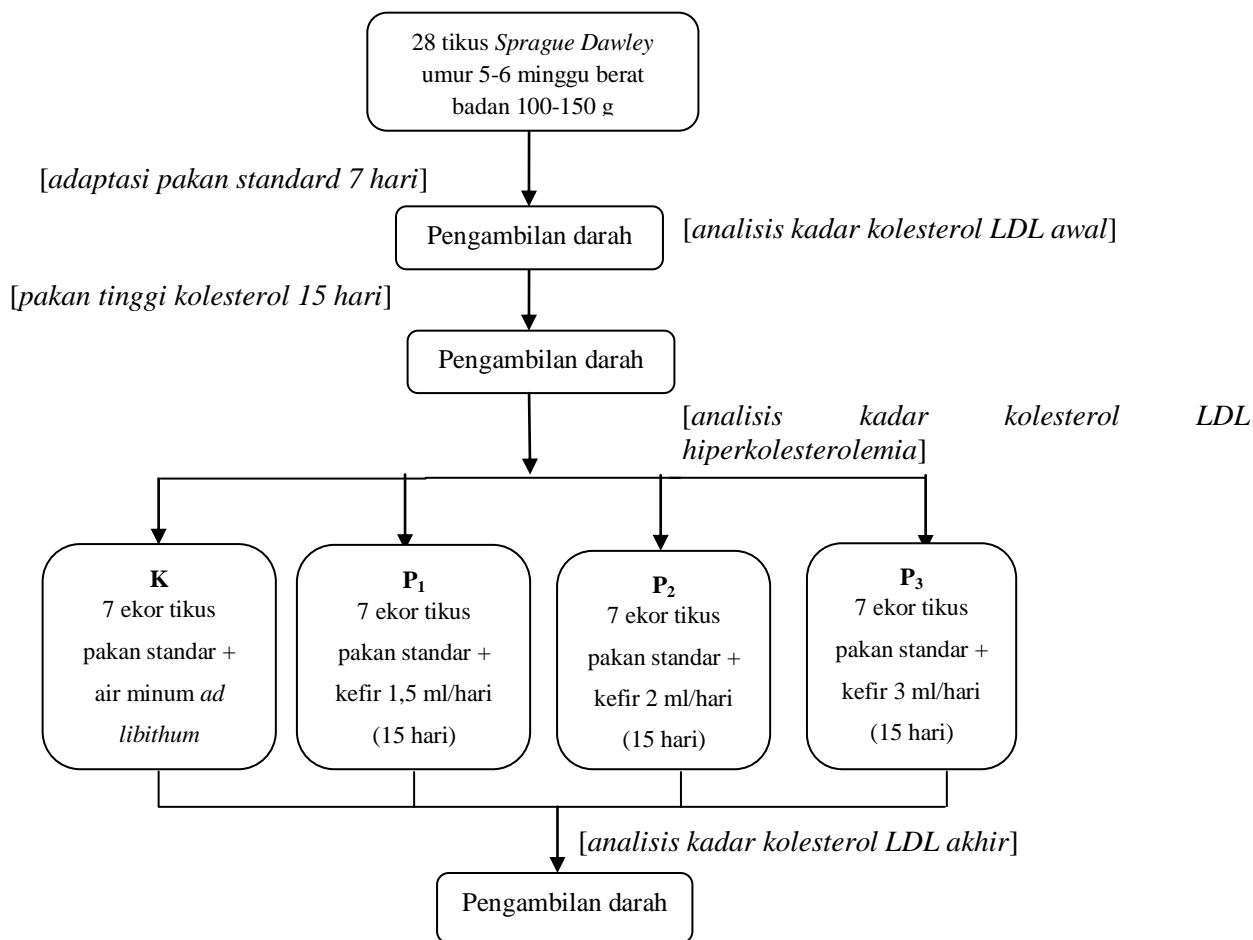 28 tikus Sprague Dawley
umur 5-6 minggu berat
badan 100-150 g
[adaptasi pakan standard 7 hari]
Pengambilan darah
[analisis kadar kolesterol LDL awal]
[pakan tinggi kolesterol 15 hari]
Pengambilan darah
[analisis kadar kolesterol LDL
hiperkolesterolemia]
K
7 ekor tikus
pakan standar +
air minum ad
libithum
P₁
7 ekor tikus
pakan standar +
kefir 1,5 ml/hari
(15 hari)
P₂
7 ekor tikus
pakan standar +
kefir 2 ml/hari
(15 hari)
P₃
7 ekor tikus
pakan standar +
kefir 3 ml/hari
(15 hari)
[analisis kadar kolesterol LDL akhir]
Pengambilan darah